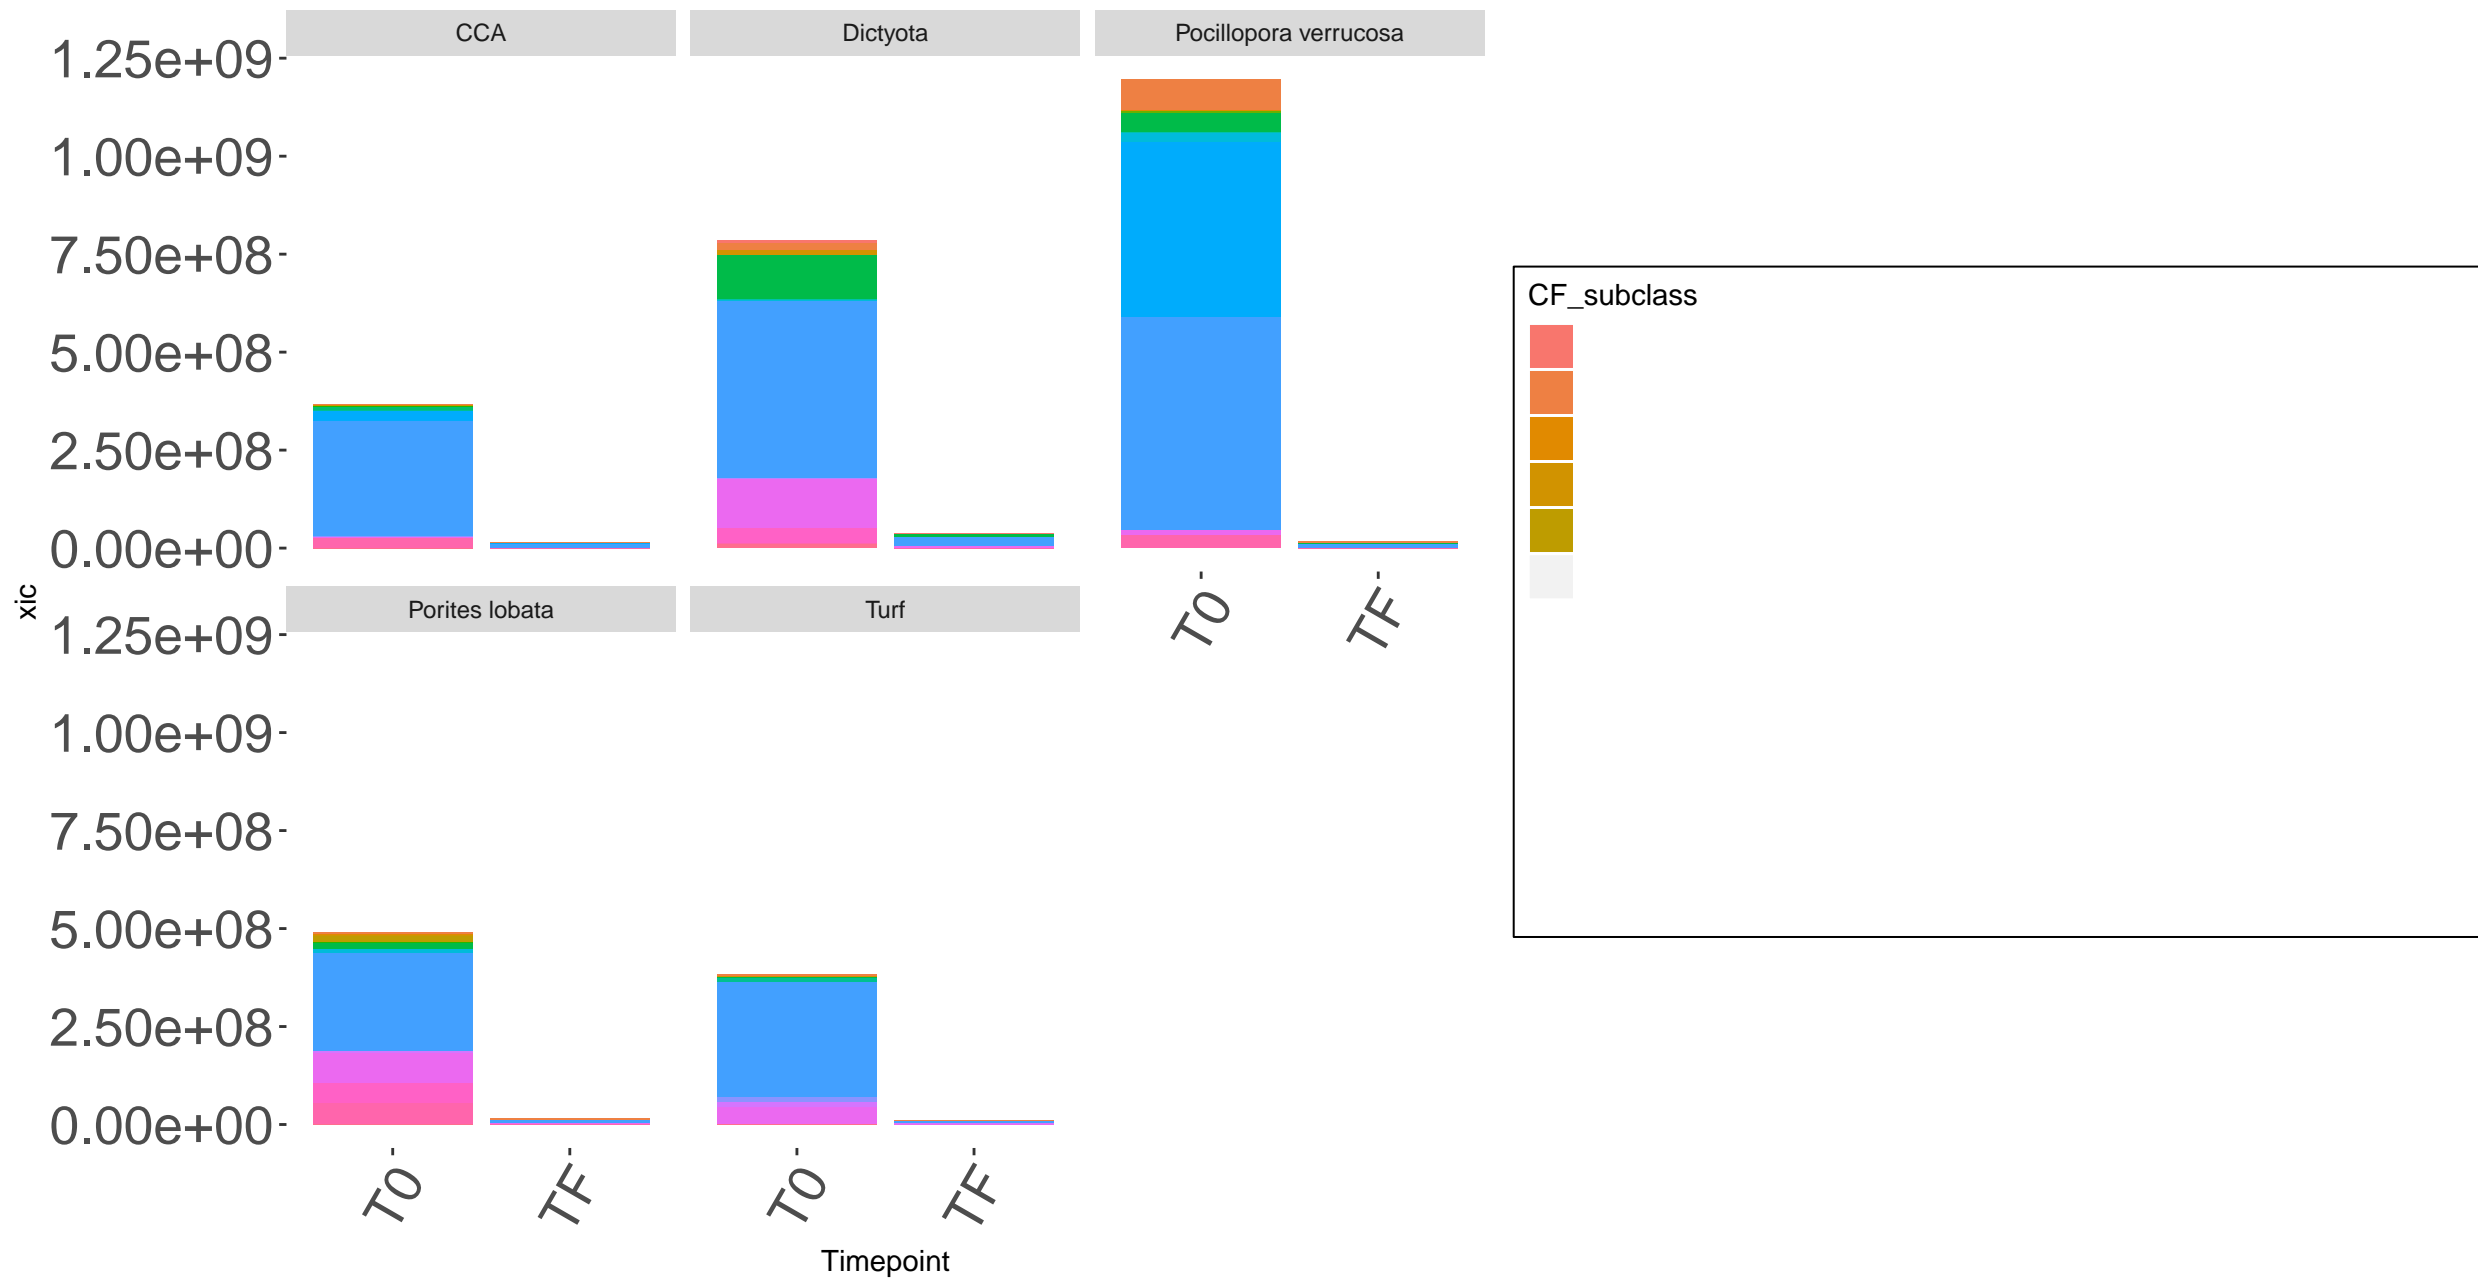 CCA
Dictyota
Pocillopora verrucosa
1.25e+09
1.00e+09
7.50e+08
5.00e+08
2.50e+08
0.00e+00
T0
TF
CF_subclass
xic
Porites lobata
Turf
1.25e+09
1.00e+09
7.50e+08
5.00e+08
2.50e+08
0.00e+00
T0
TF
T0
TF
Timepoint